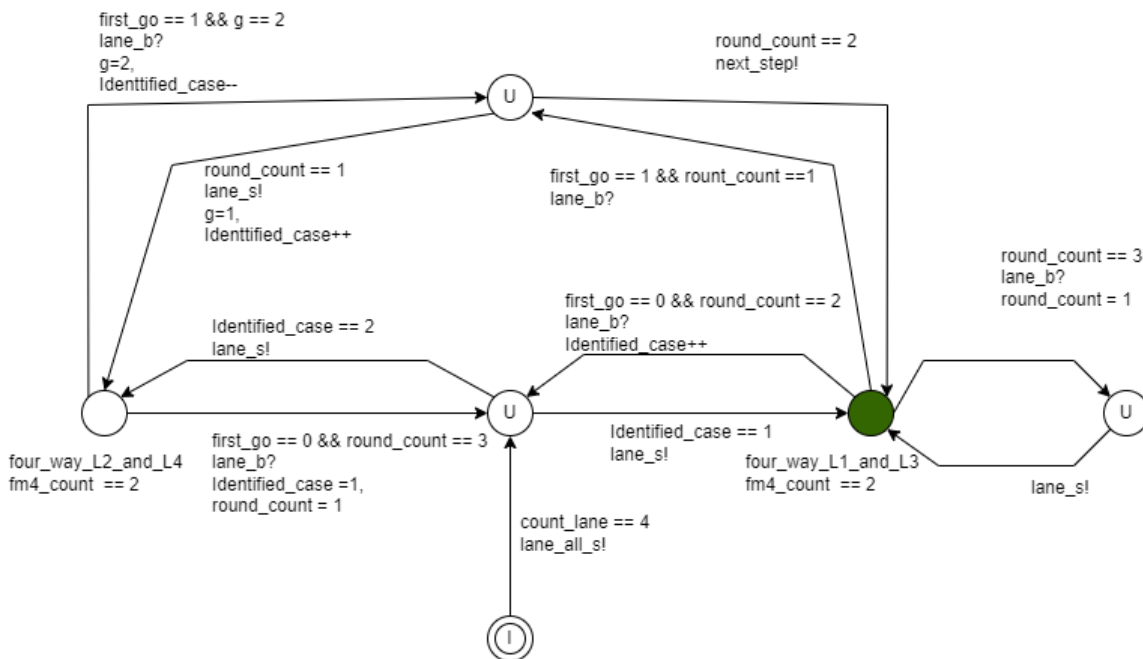 first_go == 1 && g == 2
lane_b?
g=2,
Identtified_case--
round_count == 2
next_step!
U
round_count == 1
lane_s!
g=1,
Identtified_case++
first_go == 1 && rount_count ==1
lane_b?
round_count == 3
lane_b?
round_count = 1
first_go == 0 && round_count == 2
lane_b?
Identified_case++
Identified_case == 2
lane_s!
U
U
four_way_L2_and_L4
fm4_count == 2
first_go == 0 && round_count == 3
lane_b?
Identified_case =1,
round_count = 1
Identified_case == 1
lane_s!
four_way_L1_and_L3
fm4_count == 2
lane_s!
count_lane == 4
lane_all_s!
I